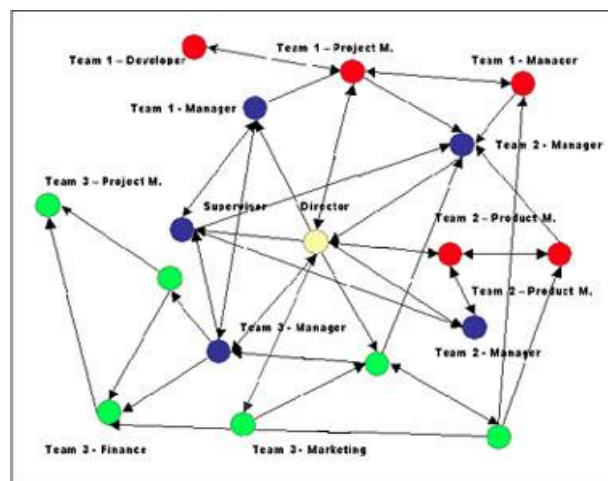 Team 1 – Project M.
Team 1 – Developer
Team 1 - Manager
Team 1 - Manager
Team 2 - Manager
Team 3 – Project M.
Supervisor
Director
Team 2 - Product M.
Team 2 – Product M.
Team 3 - Manager
Team 2 - Manager
Team 3 - Finance
Team 3 - Marketing